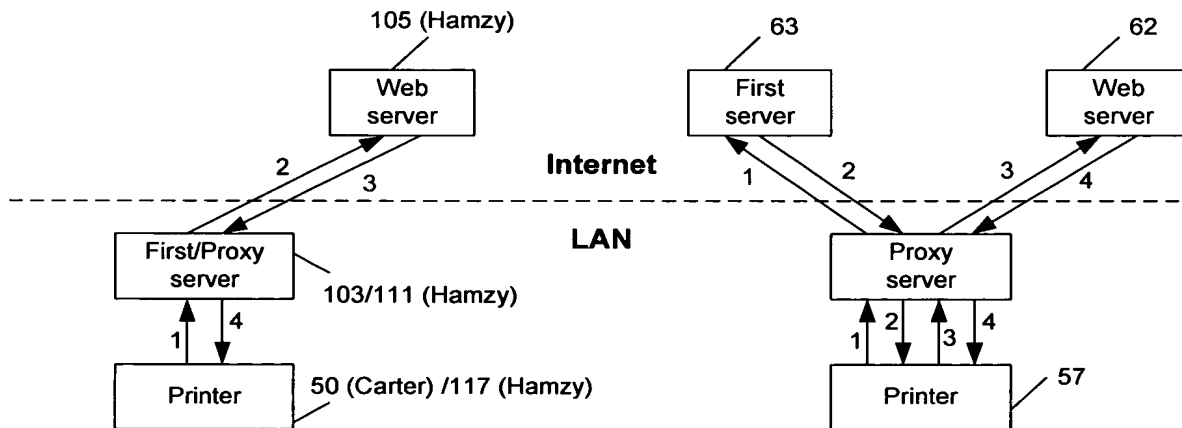 105 (Hamzy)
63
62
Web
server
First
server
Web
server
2
3
Internet
1
2
3
4
LAN
First/Proxy
server
Proxy
server
103/111 (Hamzy)
1
4
1
2
3
4
Printer
50 (Carter) /117 (Hamzy)
Printer
57